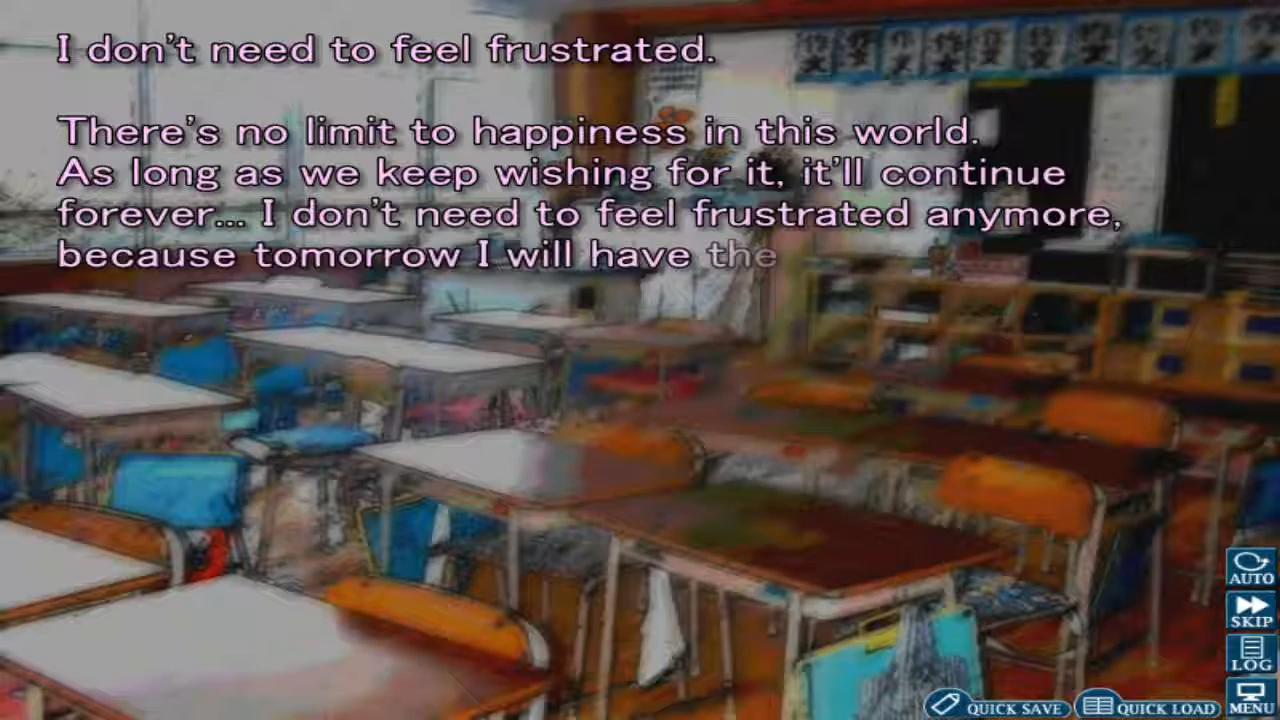 I don't need to feel frustrated.
There's no limit to happiness in this world.
As long as we keep wishing for it, it'll continue
forever... I don't need to feel frustrated anymore,
because tomorrow I will have the
AUTO
SKIP
LOG
MENU
QUICK SAVE
QUICK LOAD